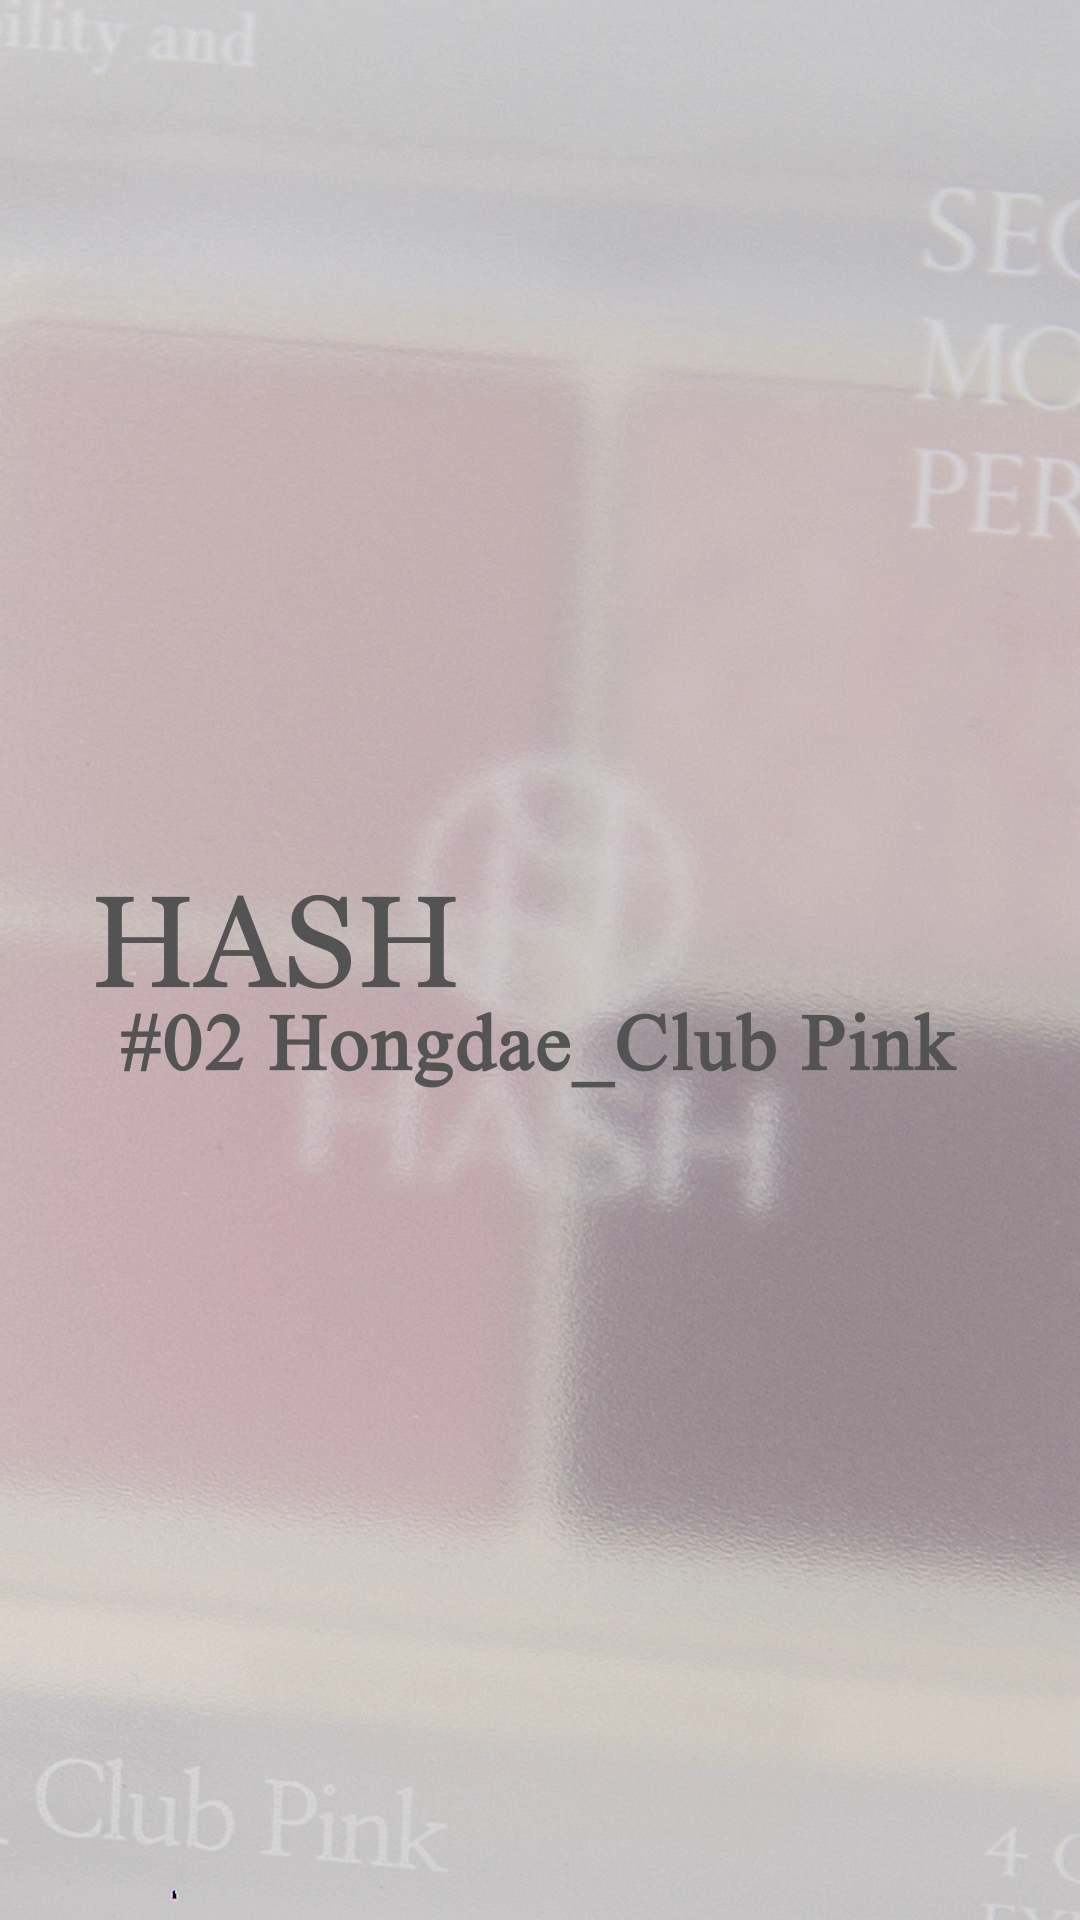 ility and
SEC
MO
PER
HASH
#02 Hongdae_Club Pink
HASH
Club Pink
4 C